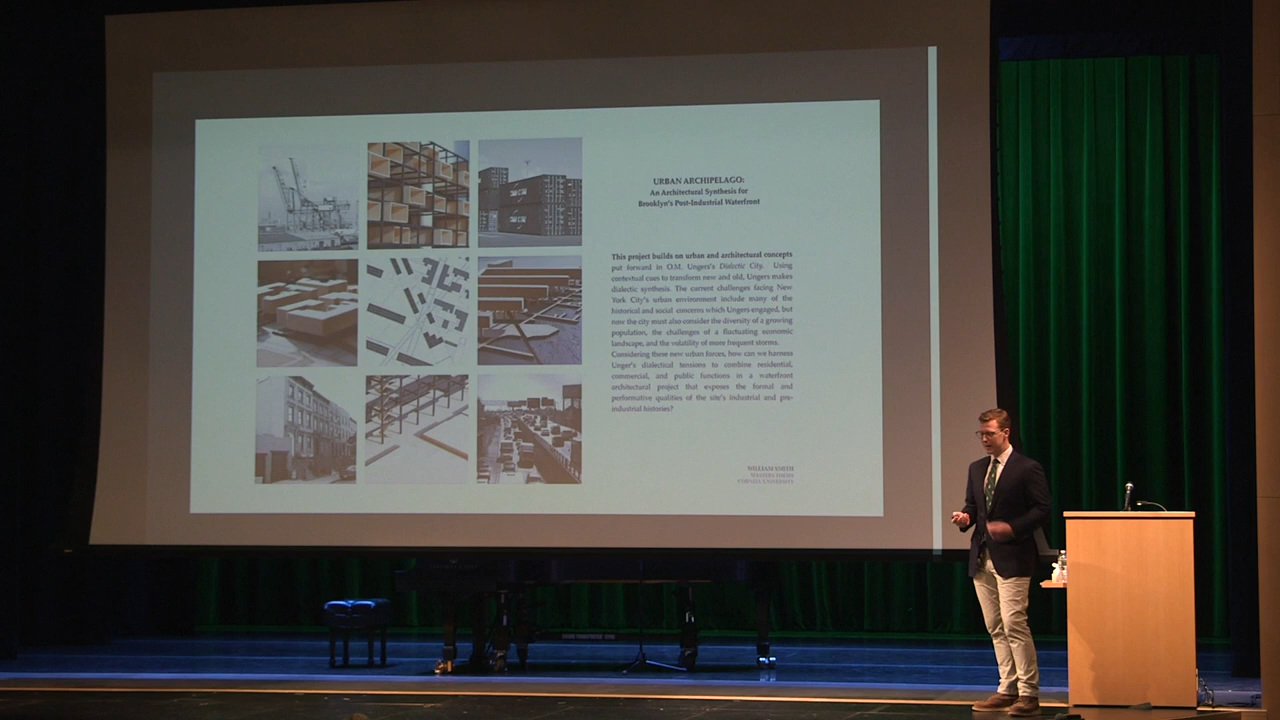 URBAN ARCHIPELAGO:
An Architectural Synthesis for
Brooklyn's Post-Industrial Waterfront
This project builds on urban and architectural concepts
put forward in O.M. Ungers's Dialectic City. Using
contextual cues to transform new and old, Ungers makes
dialectic synthesis. The current challenges facing New
York City's urban environment include many of the
historical and social concerns which Ungers engaged, but
now the city must also consider the diversity of a growing
population, the challenges of a fluctuating economic
landscape, and the volatility of more frequent storms.
Considering these new urban forces, how can we harness
Unger's dialectical tensions to combine residential,
commercial, and public functions in a waterfront
architectural project that exposes the formal and
performative qualities of the site's industrial and pre-
industrial histories?
WILLIAM SMITH
CORNELL UNIVERSITY